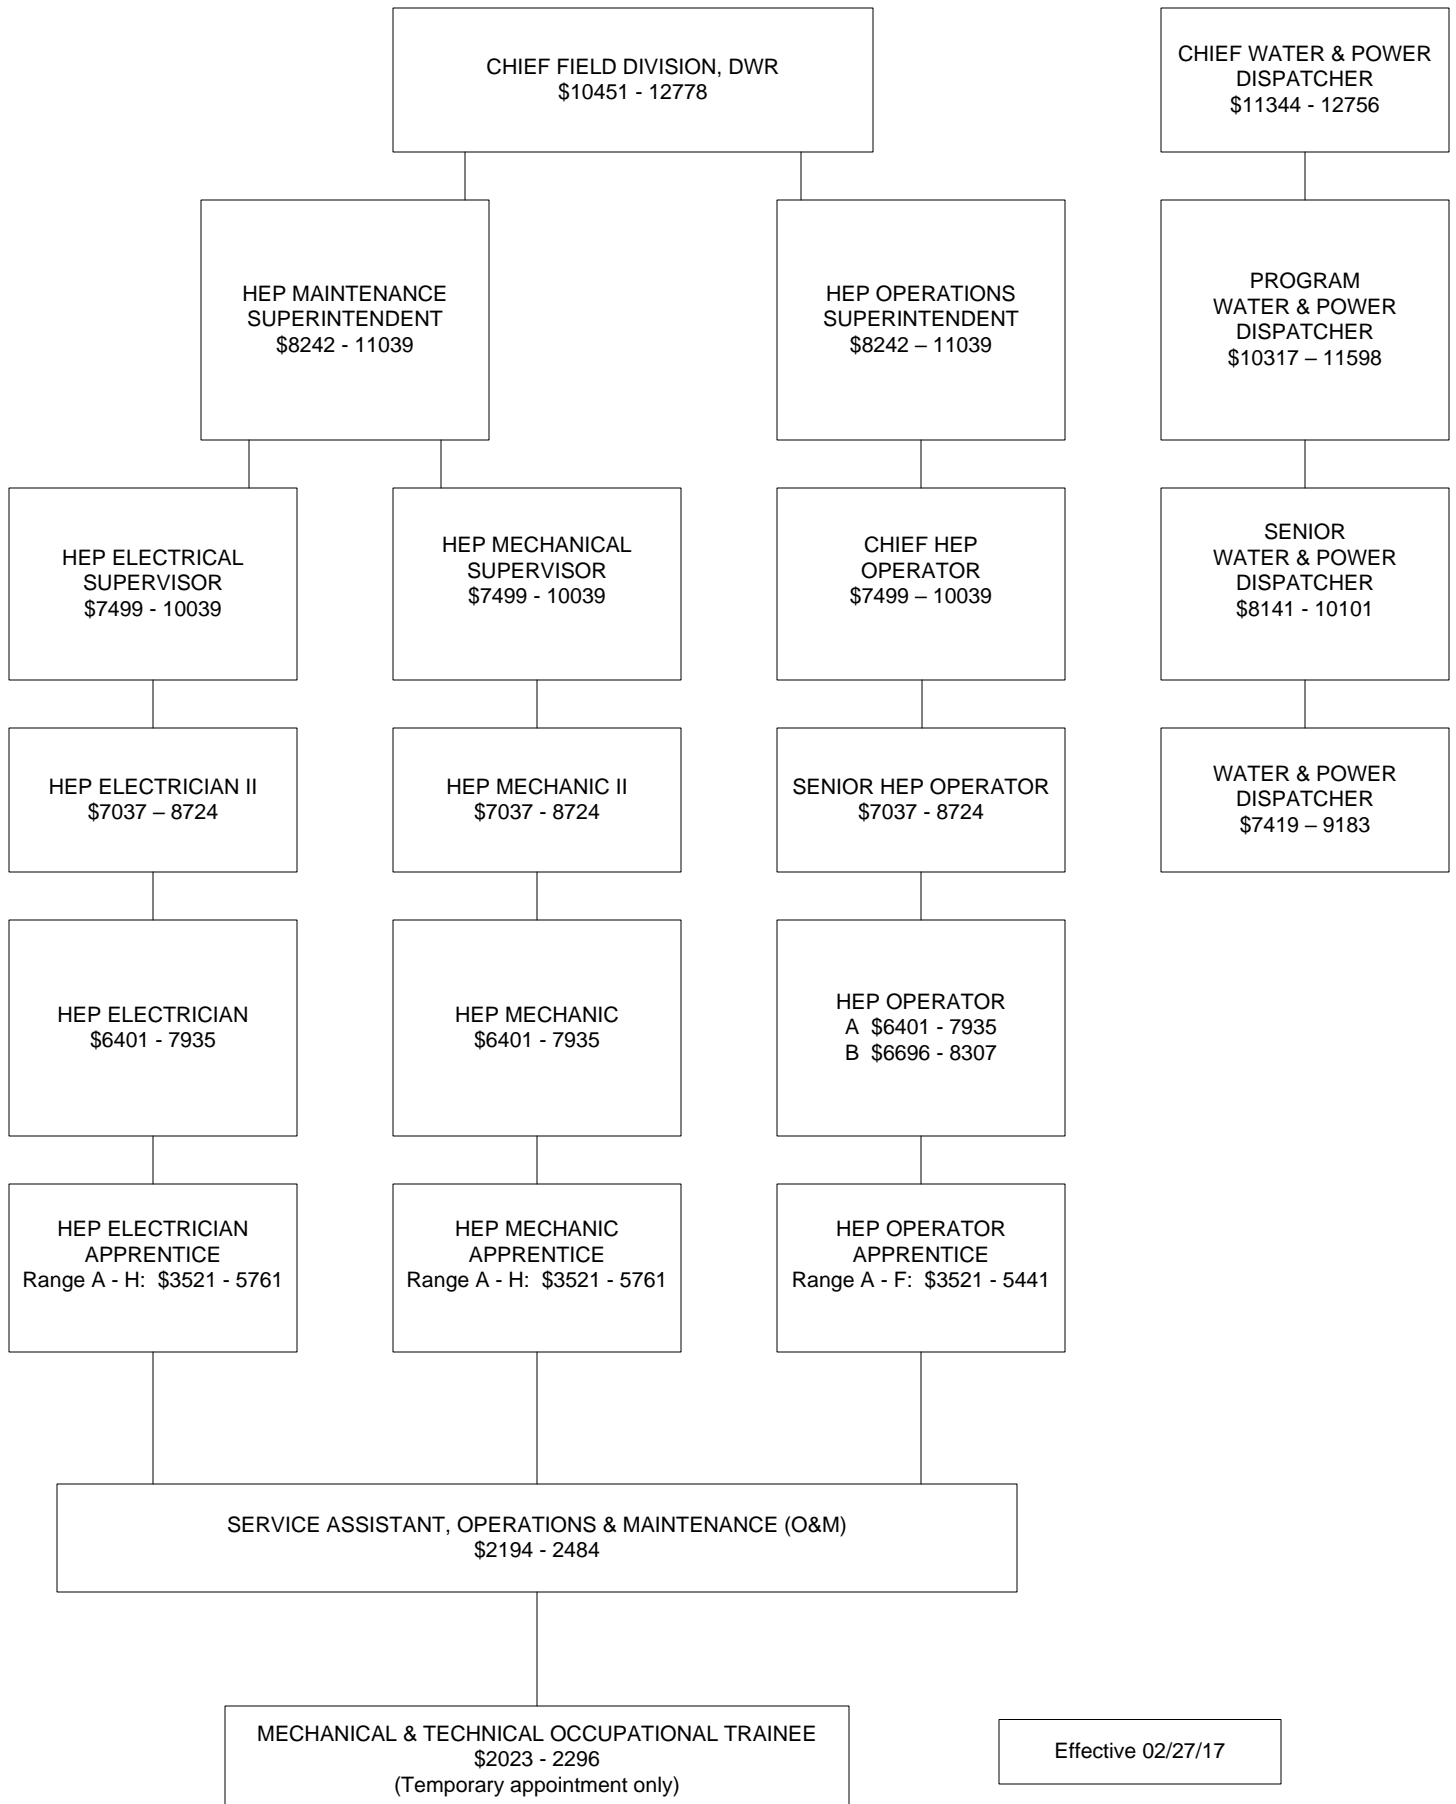 CHIEF FIELD DIVISION, DWR
$10451 - 12778
CHIEF WATER & POWER
DISPATCHER
$11344 - 12756
HEP MAINTENANCE
SUPERINTENDENT
$8242 - 11039
HEP OPERATIONS
SUPERINTENDENT
$8242 – 11039
PROGRAM
WATER & POWER
DISPATCHER
$10317 – 11598
HEP ELECTRICAL
SUPERVISOR
$7499 - 10039
HEP MECHANICAL
SUPERVISOR
$7499 - 10039
CHIEF HEP
OPERATOR
$7499 – 10039
SENIOR
WATER & POWER
DISPATCHER
$8141 - 10101
HEP ELECTRICIAN II
$7037 – 8724
HEP MECHANIC II
$7037 - 8724
SENIOR HEP OPERATOR
$7037 - 8724
WATER & POWER
DISPATCHER
$7419 – 9183
HEP ELECTRICIAN
$6401 - 7935
HEP MECHANIC
$6401 - 7935
HEP OPERATOR
A $6401 - 7935
B $6696 - 8307
HEP ELECTRICIAN
APPRENTICE
Range A - H: $3521 - 5761
HEP MECHANIC
APPRENTICE
Range A - H: $3521 - 5761
HEP OPERATOR
APPRENTICE
Range A - F: $3521 - 5441
SERVICE ASSISTANT, OPERATIONS & MAINTENANCE (O&M)
$2194 - 2484
MECHANICAL & TECHNICAL OCCUPATIONAL TRAINEE
$2023 - 2296
(Temporary appointment only)
Effective 02/27/17